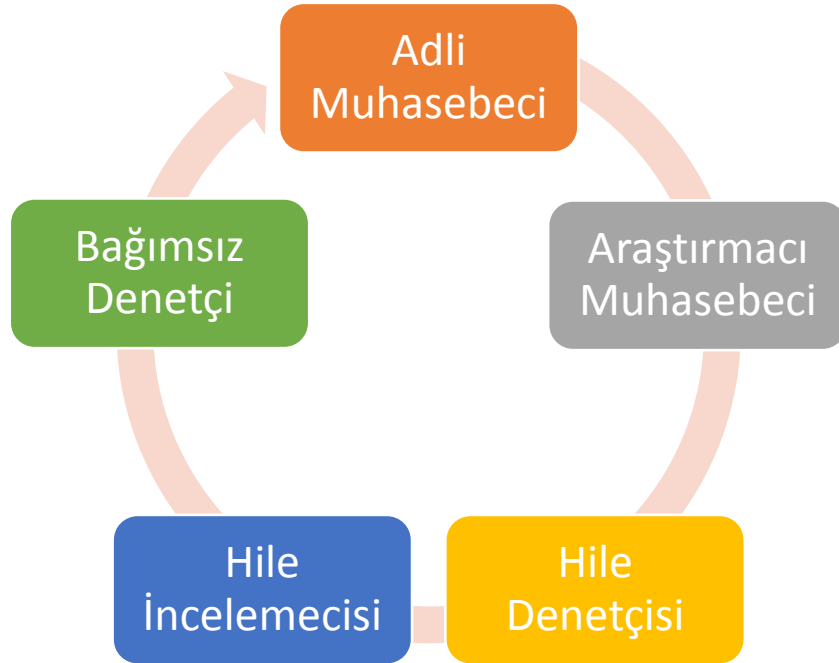 Adli
Muhasebeci
Araştırmacı
Muhasebeci
Hile
Denetçisi
Hile
İncelemecisi
Bağımsız
Denetçi